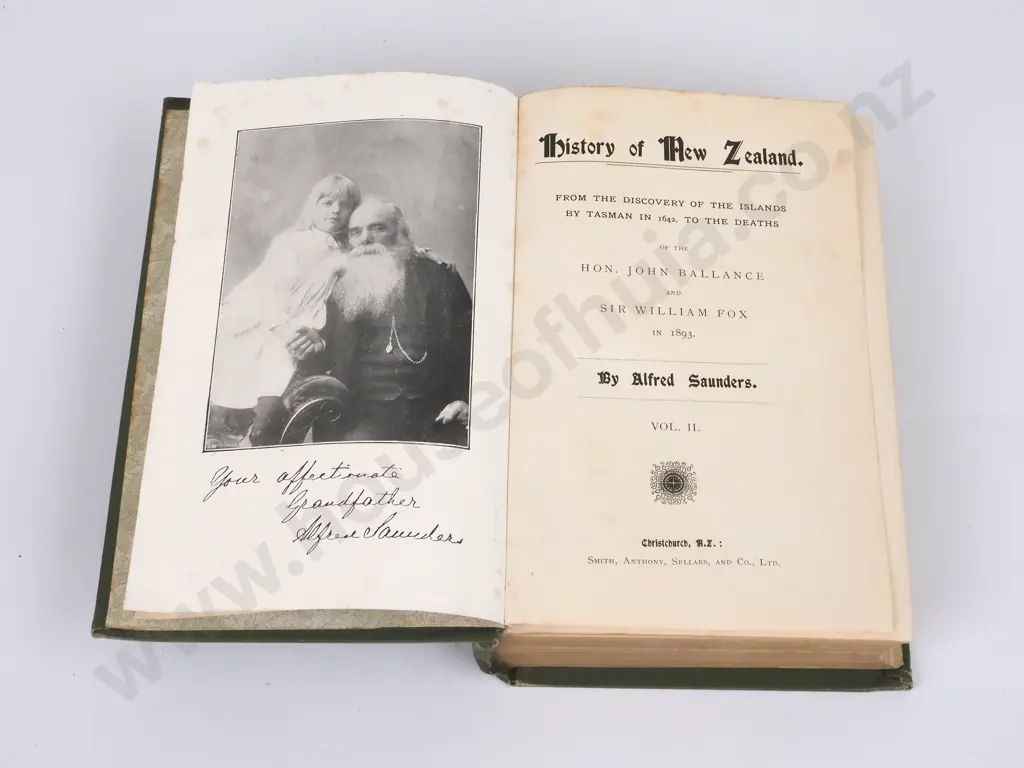 Your affectionate
Grandfather
Alfred Saunders
History of New Zealand.
FROM THE DISCOVERY OF THE ISLANDS
BY TASMAN IN 1642, TO THE DEATHS
OF THE
HON. JOHN BALLANCE
AND
SIR WILLIAM FOX
IN 1893.
By Alfred Saunders.
VOL. II.
Christchurch, N.Z. :
SMITH, ANTHONY, SELLARS, AND CO., LTD.
www.houseofhuia.co.nz